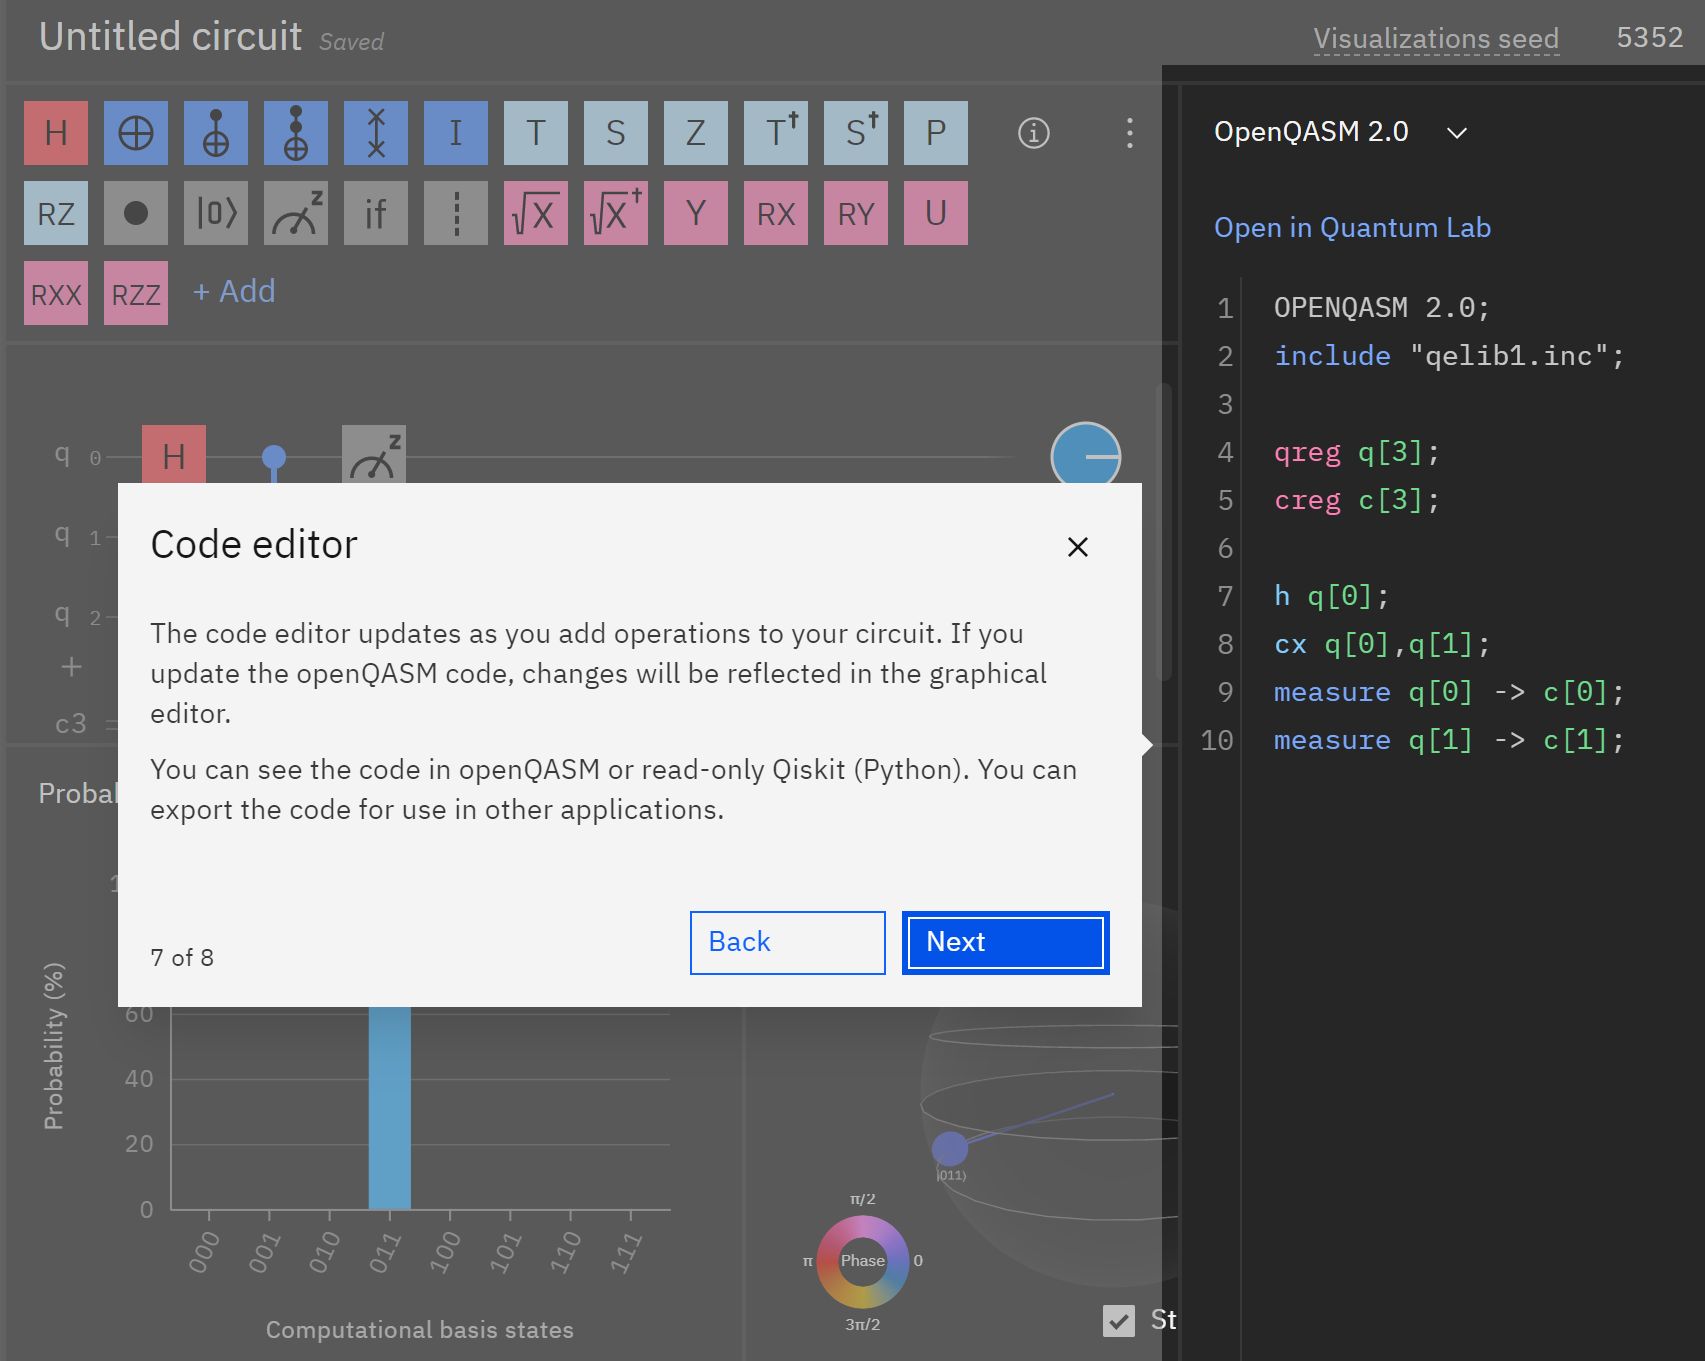 Untitled circuit Saved
Visualizations seed 5352
H I T S Z T† S† P
RZ |0⟩ z if √X √X† Y RX RY U
RXX RZZ + Add
q 0 H z
q 1
q 2
+
c3
Code editor
The code editor updates as you add operations to your circuit. If you
update the openQASM code, changes will be reflected in the graphical
editor.
You can see the code in openQASM or read-only Qiskit (Python). You can
export the code for use in other applications.
7 of 8
Back
Next
Probability (%)
60
40
20
0
000 001 010 011 100 101 110 111
Computational basis states
|011⟩
π/2
π Phase 0
3π/2
OpenQASM 2.0
Open in Quantum Lab
1 OPENQASM 2.0;
2 include "qelib1.inc";
3
4 qreg q[3];
5 creg c[3];
6
7 h q[0];
8 cx q[0],q[1];
9 measure q[0] -> c[0];
10 measure q[1] -> c[1];